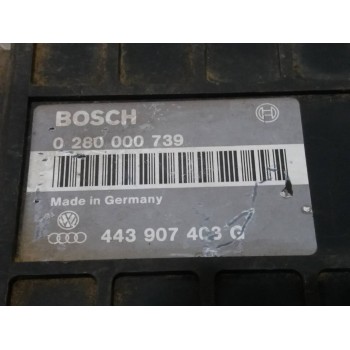 BOSCH
0 280 000 739
Made in Germany
443 907 403 G